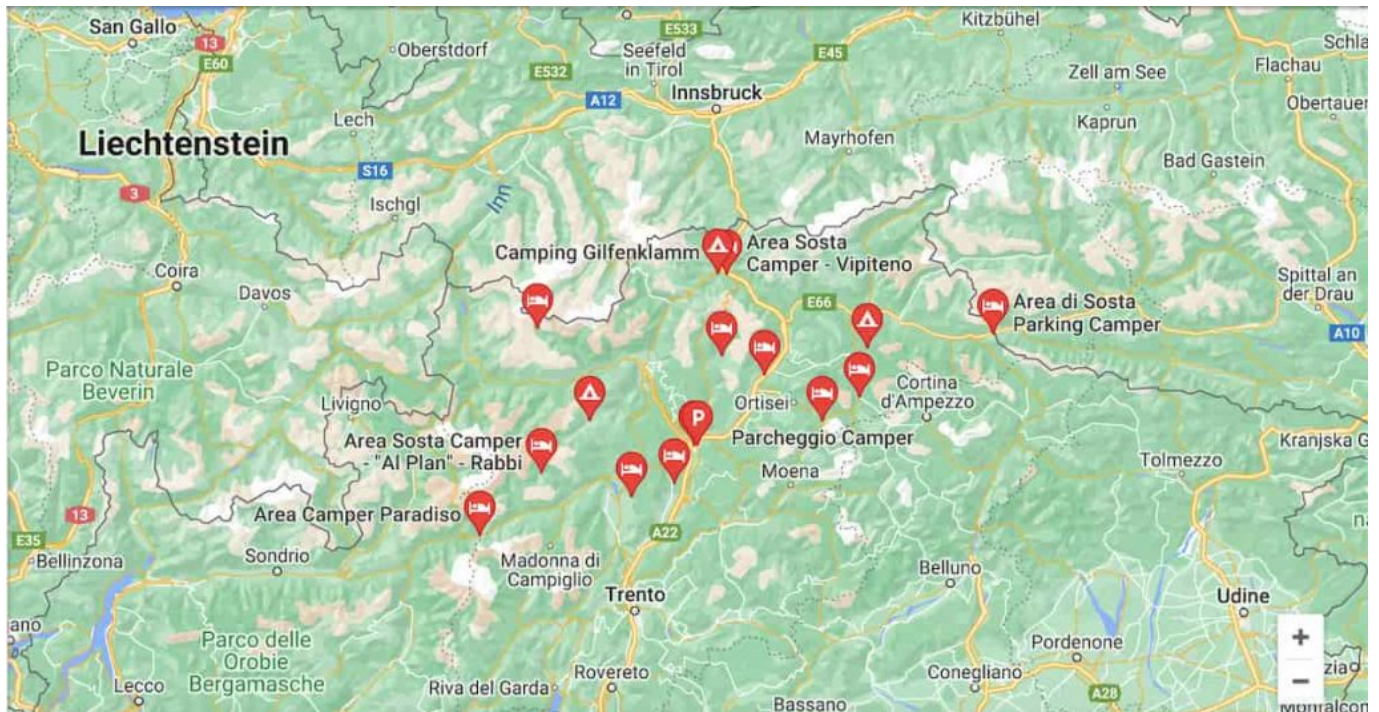 San Gallo
13
E60
Oberstdorf
E533
Seefeld
in Tirol
E532
E45
Kitzbühel
Zell am See
Flachau
Obertauer
Kaprun
Innsbruck
A12
Lech
Liechtenstein
S16
Mayrhofen
Bad Gastein
3
Ischgl
Inn
Camping Gilfenklamm
Area Sosta
Camper - Vipiteno
Coira
Davos
E66
Area di Sosta
Parking Camper
Spittal an
der Drau
A10
Parco Naturale
Beverin
Livigno
Ortisei
Cortina
d'Ampezzo
P
Parcheggio Camper
Area Sosta Camper
- "Al Plan" - Rabbi
Moena
Kranjska G
Tolmezzo
Area Camper Paradiso
13
E35
Bellinzona
Sondrio
A22
Madonna di
Campiglio
Belluno
Trento
Udine
ano
Parco delle
Orobie
Bergamasche
Pordenone
+
−
Lecco
Riva del Garda
Rovereto
Conegliano
A28
Bassano